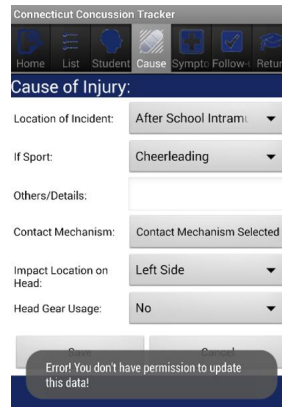 Connecticut Concussion Tracker
Home List Student Cause Sympto Follow-u Retur
Cause of Injury:
Location of Incident: After School Intramu
If Sport: Cheerleading
Others/Details:
Contact Mechanism: Contact Mechanism Selected
Impact Location on Left Side
Head:
Head Gear Usage: No
Save Cancel
Error! You don't have permission to update
this data!